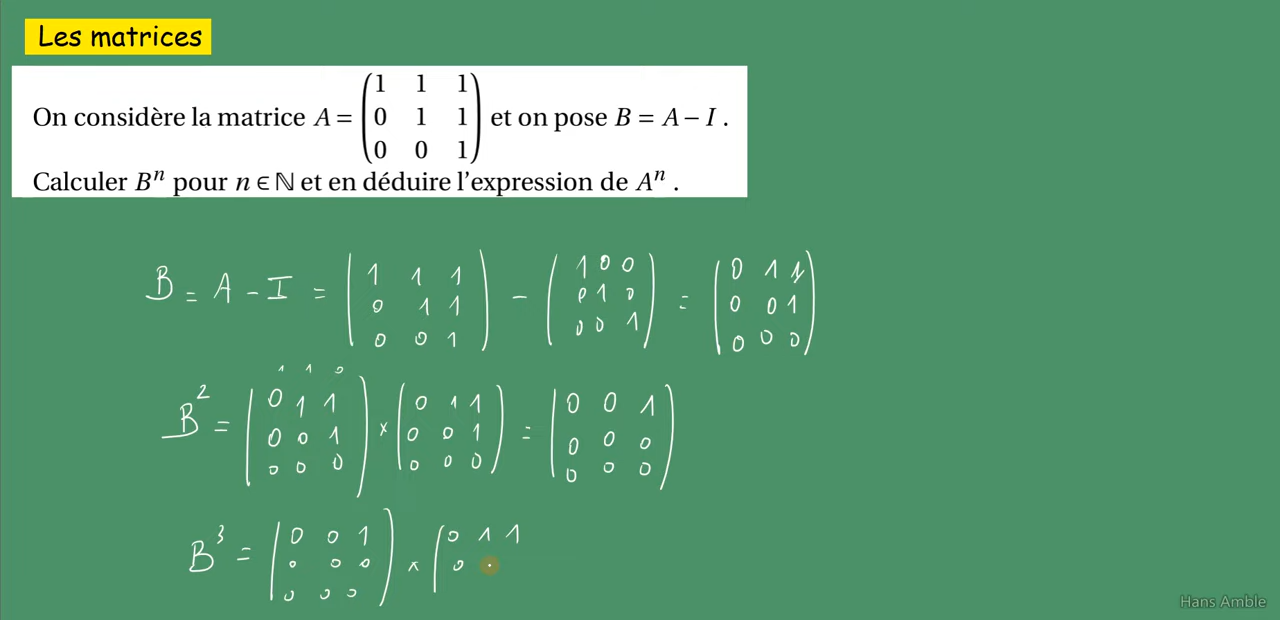 Les matrices
On considère la matrice A = (1 1 1
0 1 1
0 0 1) et on pose B = A − I .
Calculer Bⁿ pour n ∈ ℕ et en déduire l'expression de Aⁿ .
B = A - I = (1 1 1
0 1 1
0 0 1) - (1 0 0
0 1 0
0 0 1) = (0 1 1
0 0 1
0 0 0)
1 1 0
B² = (0 1 1
0 0 1
0 0 0) × (0 1 1
0 0 1
0 0 0) = (0 0 1
0 0 0
0 0 0)
B³ = (0 0 1
0 0 0
0 0 0) × (0 1 1
0
Hans Amble